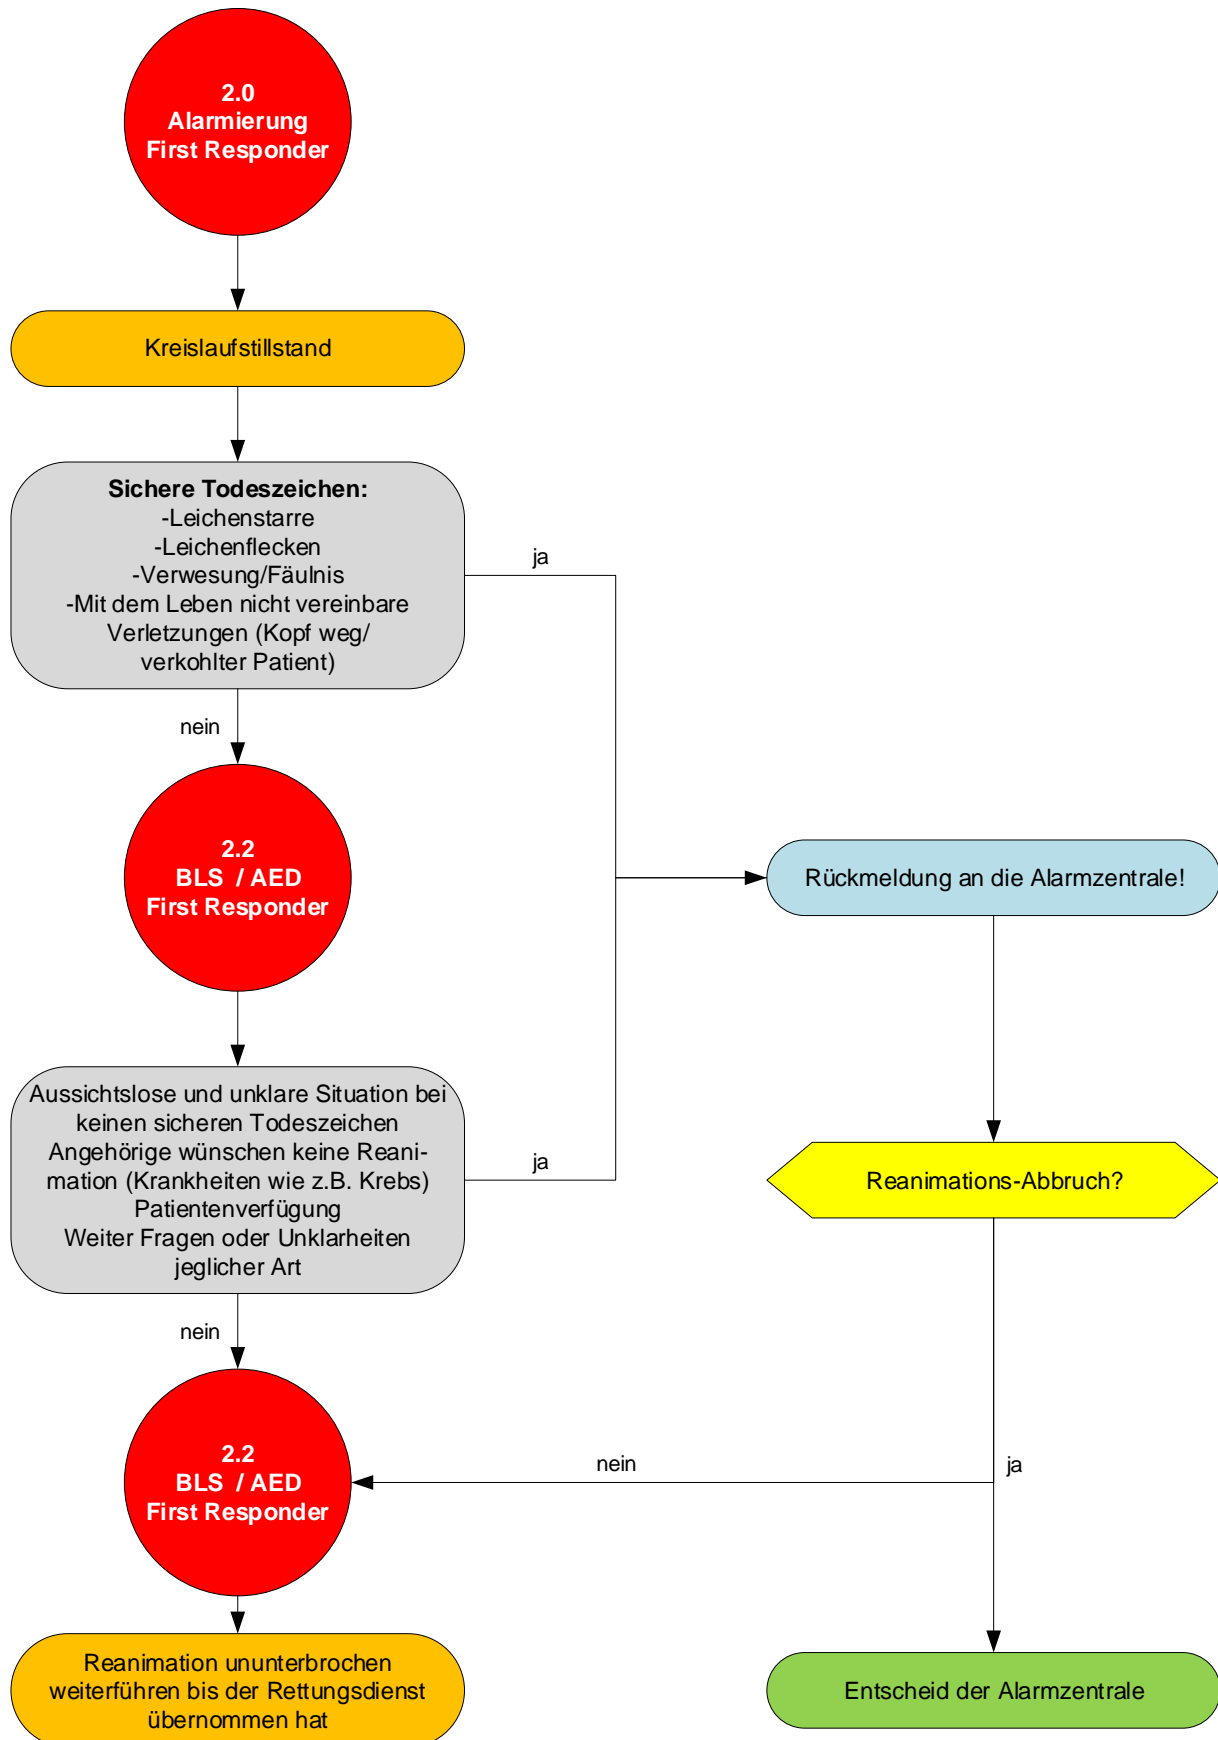 2.0
Alarmierung
First Responder
Kreislaufstillstand
Sichere Todeszeichen:
-Leichenstarre
-Leichenflecken
-Verwesung/Fäulnis
-Mit dem Leben nicht vereinbare
Verletzungen (Kopf weg/
verkohlter Patient)
ja
nein
2.2
BLS / AED
First Responder
Rückmeldung an die Alarmzentrale!
Aussichtslose und unklare Situation bei
keinen sicheren Todeszeichen
Angehörige wünschen keine Reani-
mation (Krankheiten wie z.B. Krebs)
Patientenverfügung
Weiter Fragen oder Unklarheiten
jeglicher Art
ja
Reanimations-Abbruch?
nein
2.2
BLS / AED
First Responder
nein
ja
Reanimation ununterbrochen
weiterführen bis der Rettungsdienst
übernommen hat
Entscheid der Alarmzentrale